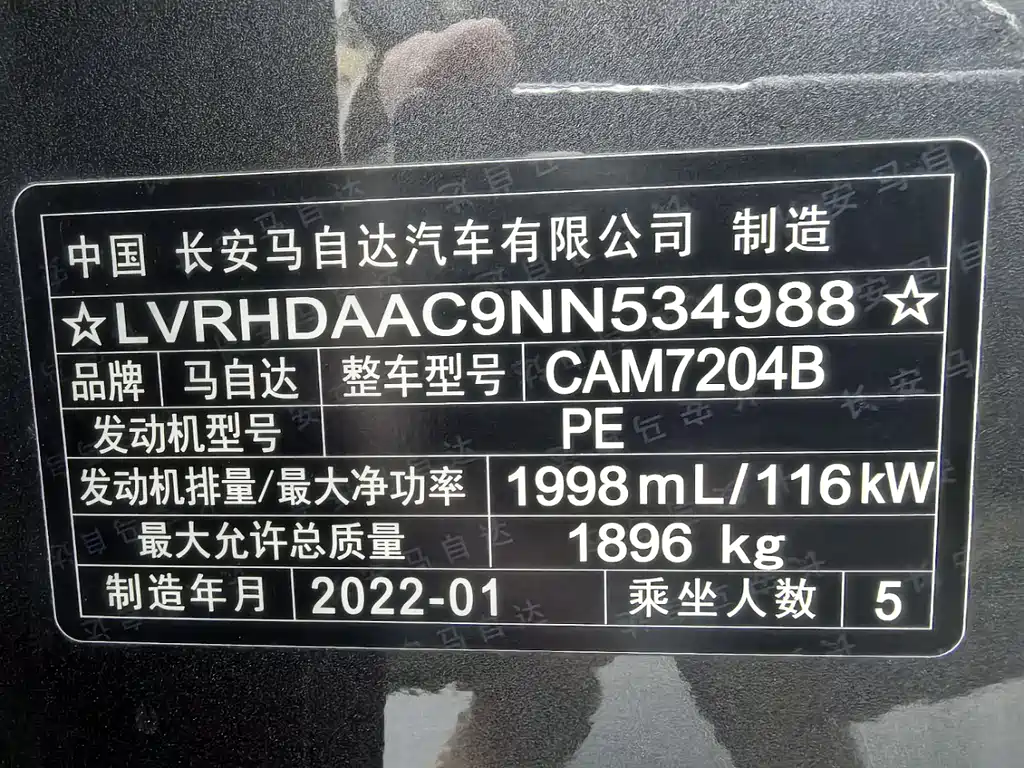 中国 长安马自达汽车有限公司 制造
☆LVRHDAAC9NN534988☆
品牌 马自达 整车型号 CAM7204B
发动机型号 PE
发动机排量/最大净功率 1998mL/116kW
最大允许总质量 1896 kg
制造年月 2022-01 乘坐人数 5